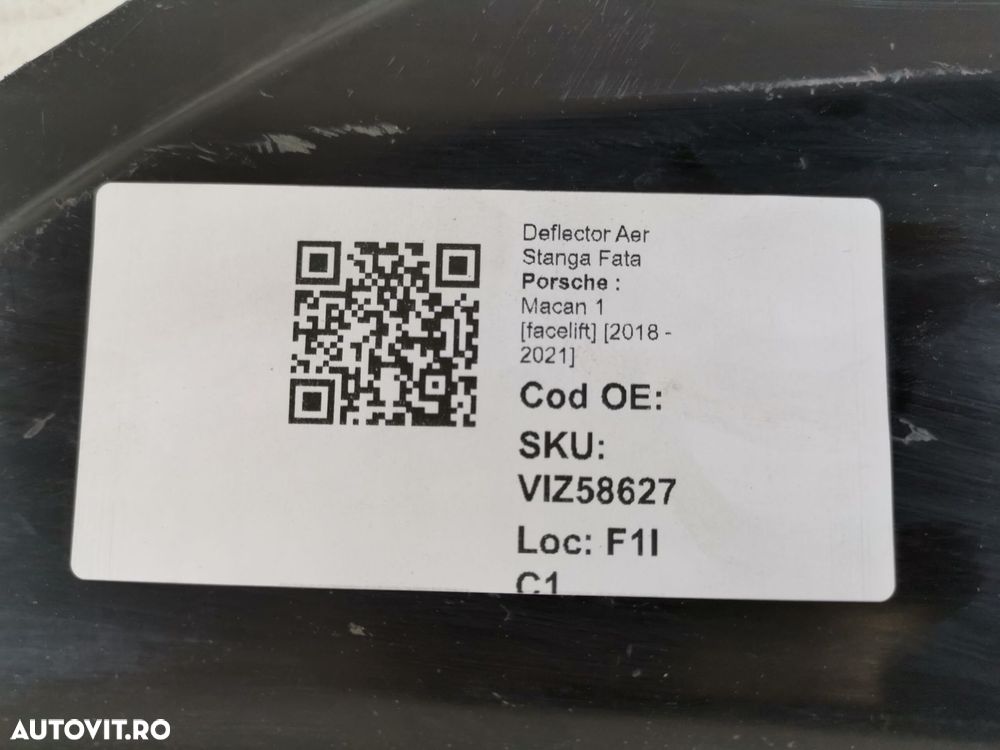 Deflector Aer
Stanga Fata
Porsche :
Macan 1
[facelift] [2018 -
2021]
Cod OE:
SKU:
VIZ58627
Loc: F1I
C1
AUTOVIT.RO